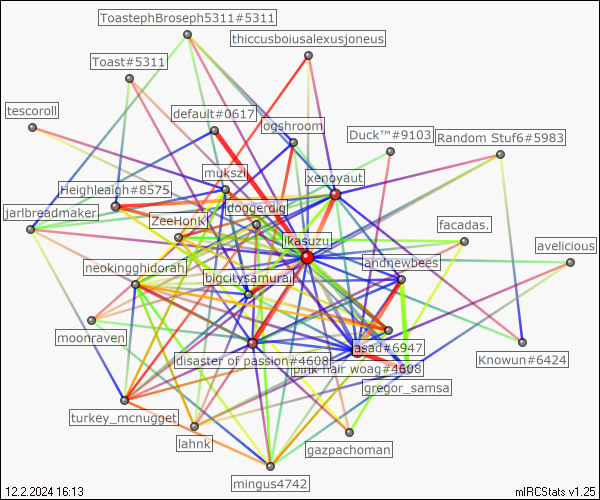 ToastephBroseph5311#5311
thiccusboiusalexusjoneus
Toast#5311
tescoroll
default#0617
ogshroom
Duck™#9103
Random Stuf6#5983
mukszi
xenoyaut
Heighleaigh#8575
jarlbreadmaker
ZeeHonk
doggerdig
facadas.
ikasuzu
avelicious
neokingghidorah
andnewbees
bigcitysamurai
moonraven
asad#6947
disaster of passion#4608
Knowun#6424
pink hair woag#4608
gregor_samsa
turkey_mcnugget
lahnk
gazpachoman
mingus4742
12.2.2024 16:13
mIRCStats v1.25